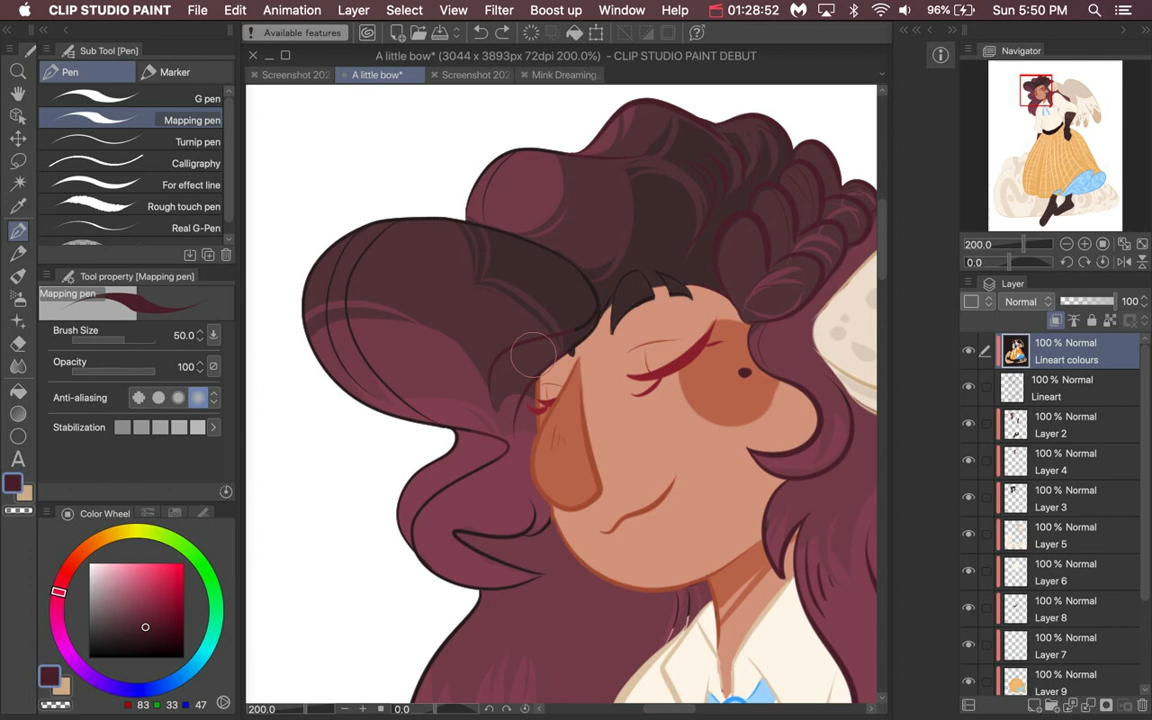 CLIP STUDIO PAINT File Edit Animation Layer Select View Filter Boost up Window Help 01:28:52 96% Sun 5:50 PM
Available features
A little bow* (3044 x 3893px 72dpi 200.0%) - CLIP STUDIO PAINT DEBUT
Screenshot 202 A little bow* Screenshot 202 Mink Dreaming
Sub Tool [Pen]
Pen Marker
G pen
Mapping pen
Turnip pen
Calligraphy
For effect line
Rough touch pen
Real G-Pen
Tool property [Mapping pen]
Mapping pen
Brush Size 50.0
Opacity 100
Anti-aliasing
Stabilization
A
Color Wheel
83 33 47
200.0 0.0
Navigator
200.0
0.0
Layer
Normal 100
100 % Normal
Lineart colours
100 % Normal
Lineart
100 % Normal
Layer 2
100 % Normal
Layer 4
100 % Normal
Layer 3
100 % Normal
Layer 5
100 % Normal
Layer 6
100 % Normal
Layer 8
100 % Normal
Layer 7
100 % Normal
Layer 9